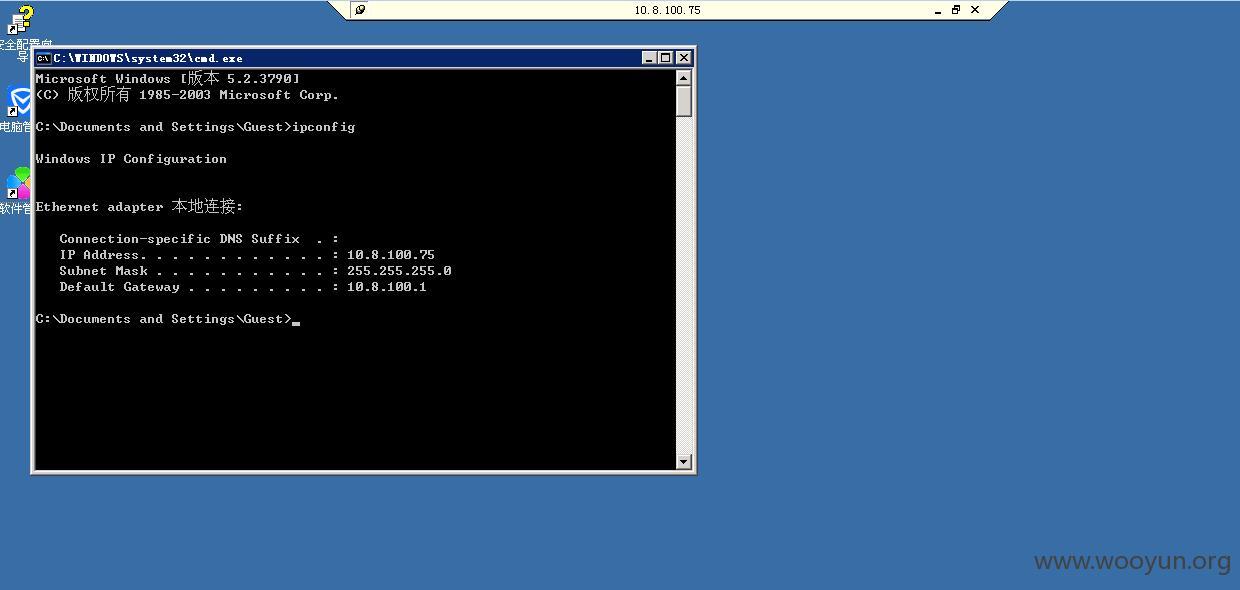 10.8.100.75
安全配置向
导
电脑管
软件管
C:\WINDOWS\system32\cmd.exe
Microsoft Windows [版本 5.2.3790]
(C) 版权所有 1985-2003 Microsoft Corp.
C:\Documents and Settings\Guest>ipconfig
Windows IP Configuration
Ethernet adapter 本地连接:
Connection-specific DNS Suffix  . :
IP Address. . . . . . . . . . . . : 10.8.100.75
Subnet Mask . . . . . . . . . . . : 255.255.255.0
Default Gateway . . . . . . . . . : 10.8.100.1
C:\Documents and Settings\Guest>_
www.wooyun.org